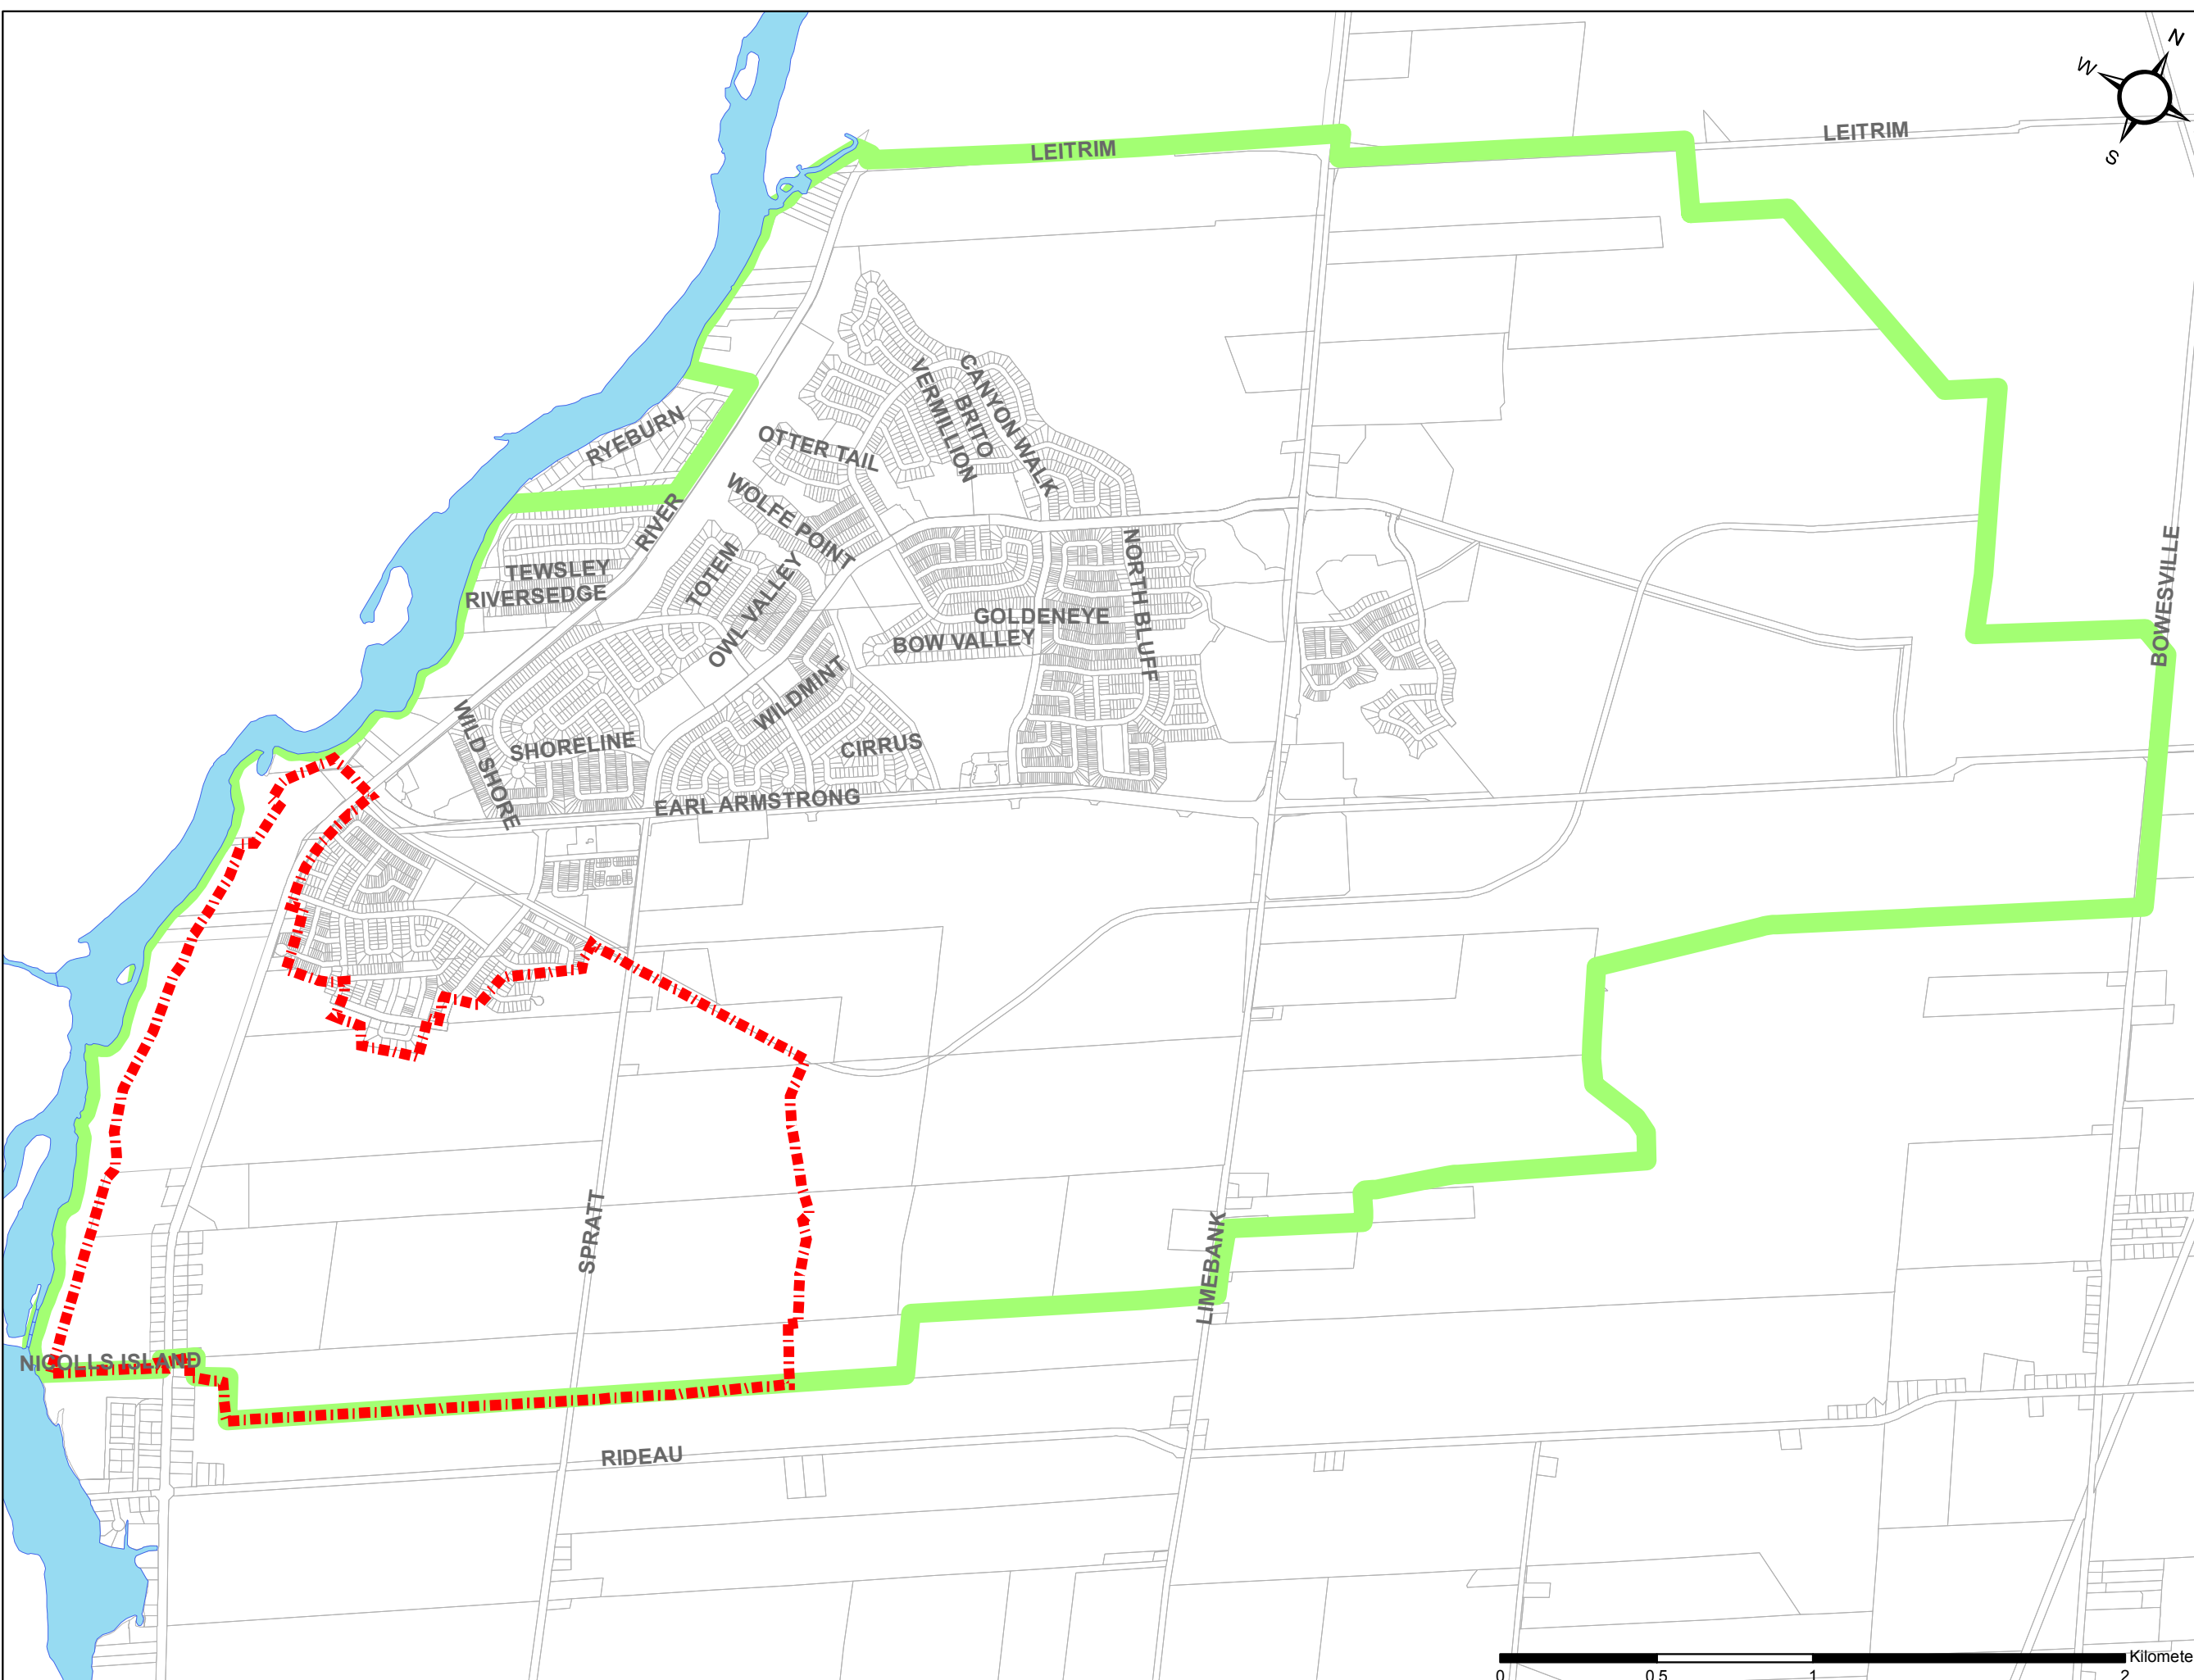 N
W
S
LEITRIM
LEITRIM
CANYON WALK
VERMILLION
BRITO
RYEBURN
OTTER TAIL
WOLFE POINT
RIVER
TEWSLEY
RIVERSEDGE
TOTEM
OWL VALLEY
NORTH BLUFF
GOLDENEYE
BOW VALLEY
BOWESVILLE
WILDMINT
WILD SHORE
SHORELINE
CIRRUS
EARL ARMSTRONG
SPRATT
LIMEBANK
NICOLLS ISLAND
RIDEAU
Kilomete
0 0.5 1 2